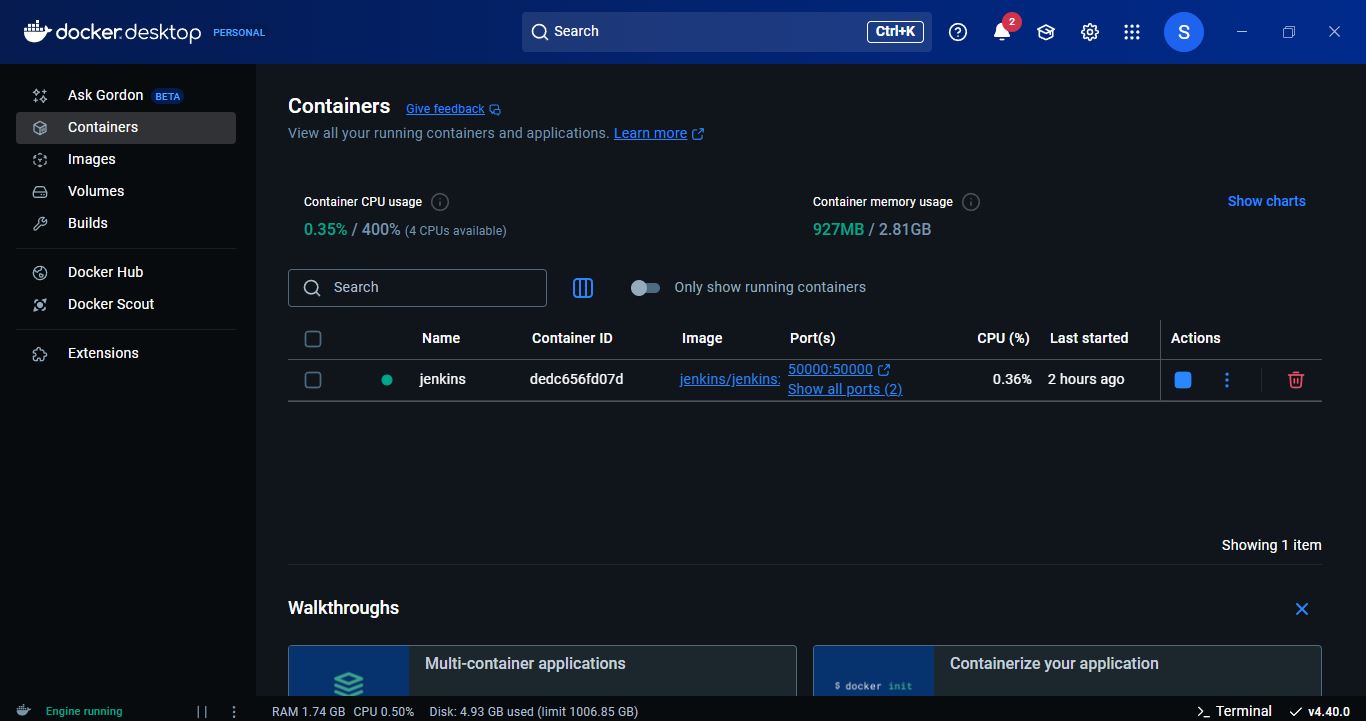 docker.desktop PERSONAL
Search Ctrl+K
2
S
Ask Gordon BETA
Containers
Images
Volumes
Builds
Docker Hub
Docker Scout
Extensions
Containers Give feedback
View all your running containers and applications. Learn more
Container CPU usage
0.35% / 400% (4 CPUs available)
Container memory usage
927MB / 2.81GB
Show charts
Search
Only show running containers
Name Container ID Image Port(s) CPU (%) Last started Actions
jenkins dedc656fd07d jenkins/jenkins: 50000:50000 0.36% 2 hours ago
Show all ports (2)
Showing 1 item
Walkthroughs
Multi-container applications
$ docker init
Containerize your application
Engine running RAM 1.74 GB CPU 0.50% Disk: 4.93 GB used (limit 1006.85 GB) >_ Terminal v4.40.0